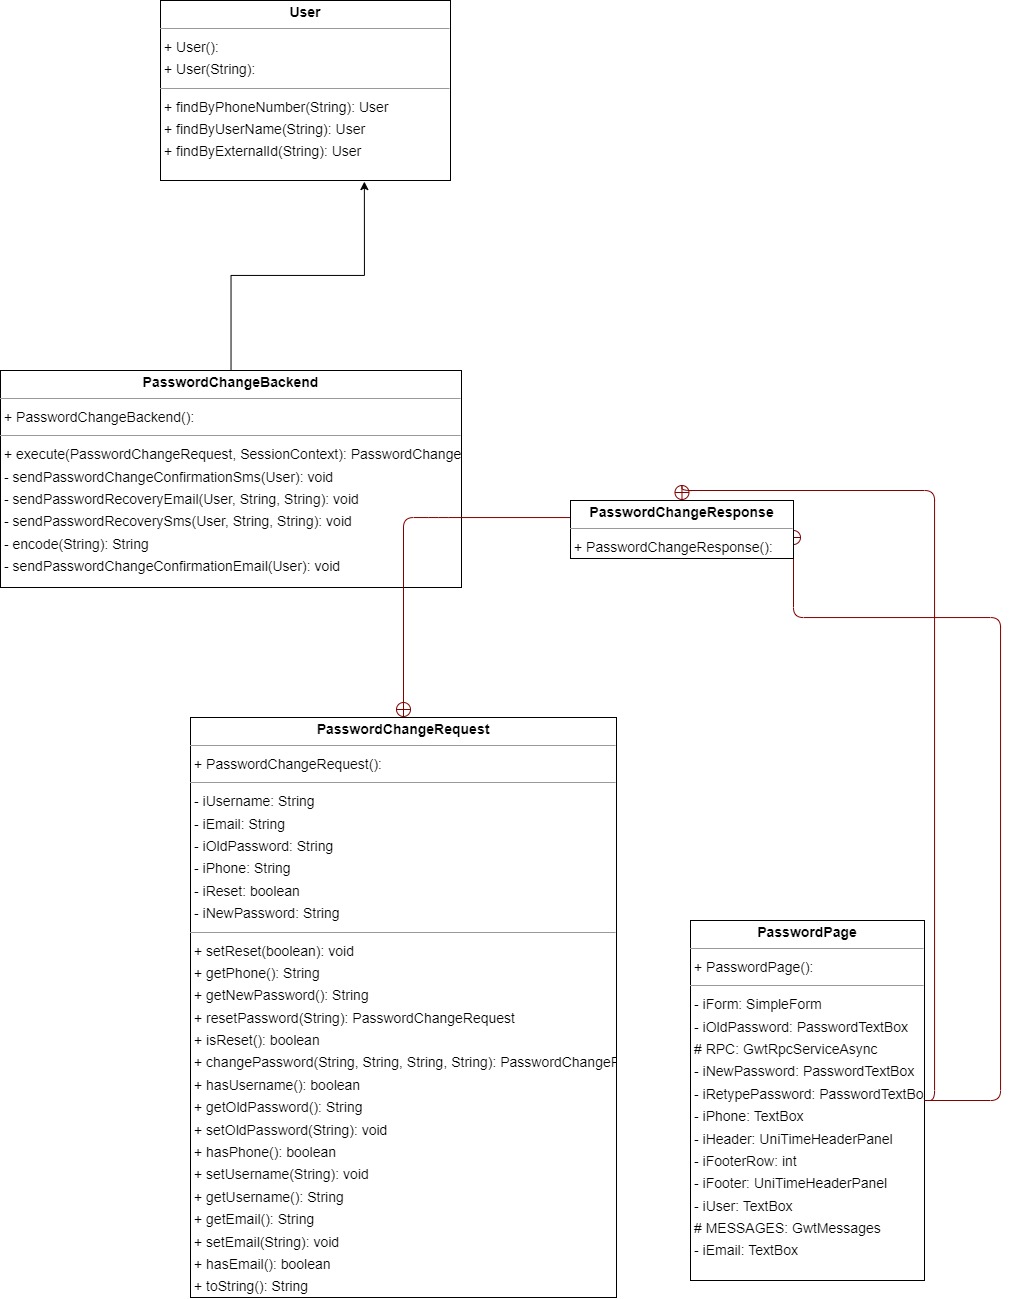 User
+ User():
+ User(String):
+ findByPhoneNumber(String): User
+ findByUserName(String): User
+ findByExternalId(String): User
PasswordChangeBackend
+ PasswordChangeBackend():
+ execute(PasswordChangeRequest, SessionContext): PasswordChange
- sendPasswordChangeConfirmationSms(User): void
- sendPasswordRecoveryEmail(User, String, String): void
- sendPasswordRecoverySms(User, String, String): void
- encode(String): String
- sendPasswordChangeConfirmationEmail(User): void
PasswordChangeResponse
+ PasswordChangeResponse():
PasswordChangeRequest
+ PasswordChangeRequest():
- iUsername: String
- iEmail: String
- iOldPassword: String
- iPhone: String
- iReset: boolean
- iNewPassword: String
+ setReset(boolean): void
+ getPhone(): String
+ getNewPassword(): String
+ resetPassword(String): PasswordChangeRequest
+ isReset(): boolean
+ changePassword(String, String, String, String): PasswordChangeR
+ hasUsername(): boolean
+ getOldPassword(): String
+ setOldPassword(String): void
+ hasPhone(): boolean
+ setUsername(String): void
+ getUsername(): String
+ getEmail(): String
+ setEmail(String): void
+ hasEmail(): boolean
+ toString(): String
PasswordPage
+ PasswordPage():
- iForm: SimpleForm
- iOldPassword: PasswordTextBox
# RPC: GwtRpcServiceAsync
- iNewPassword: PasswordTextBox
- iRetypePassword: PasswordTextBo
- iPhone: TextBox
- iHeader: UniTimeHeaderPanel
- iFooterRow: int
- iFooter: UniTimeHeaderPanel
- iUser: TextBox
# MESSAGES: GwtMessages
- iEmail: TextBox